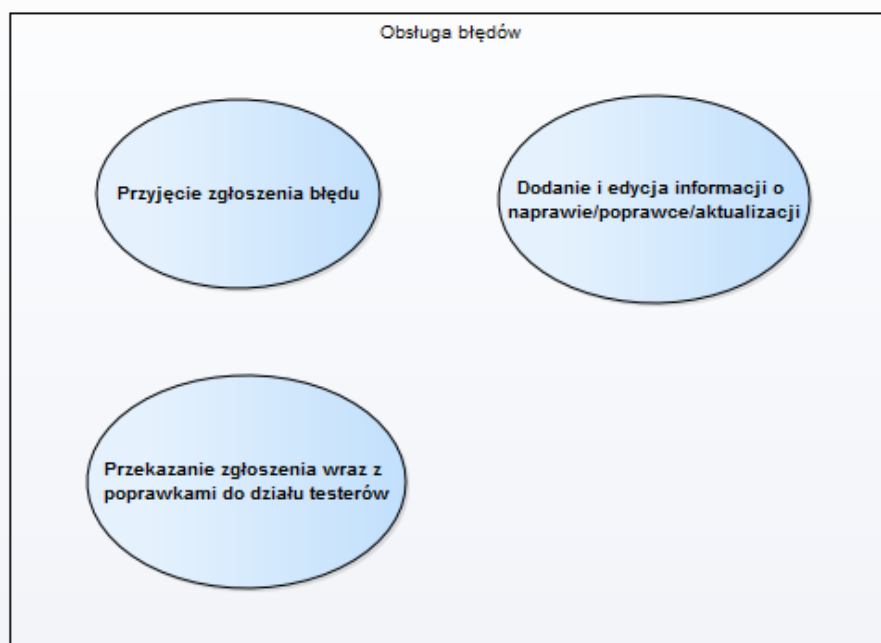 Obsługa błędów
Przyjęcie zgłoszenia błędu
Dodanie i edycja informacji o
naprawie/poprawce/aktualizacji
Przekazanie zgłoszenia wraz z
poprawkami do działu testerów